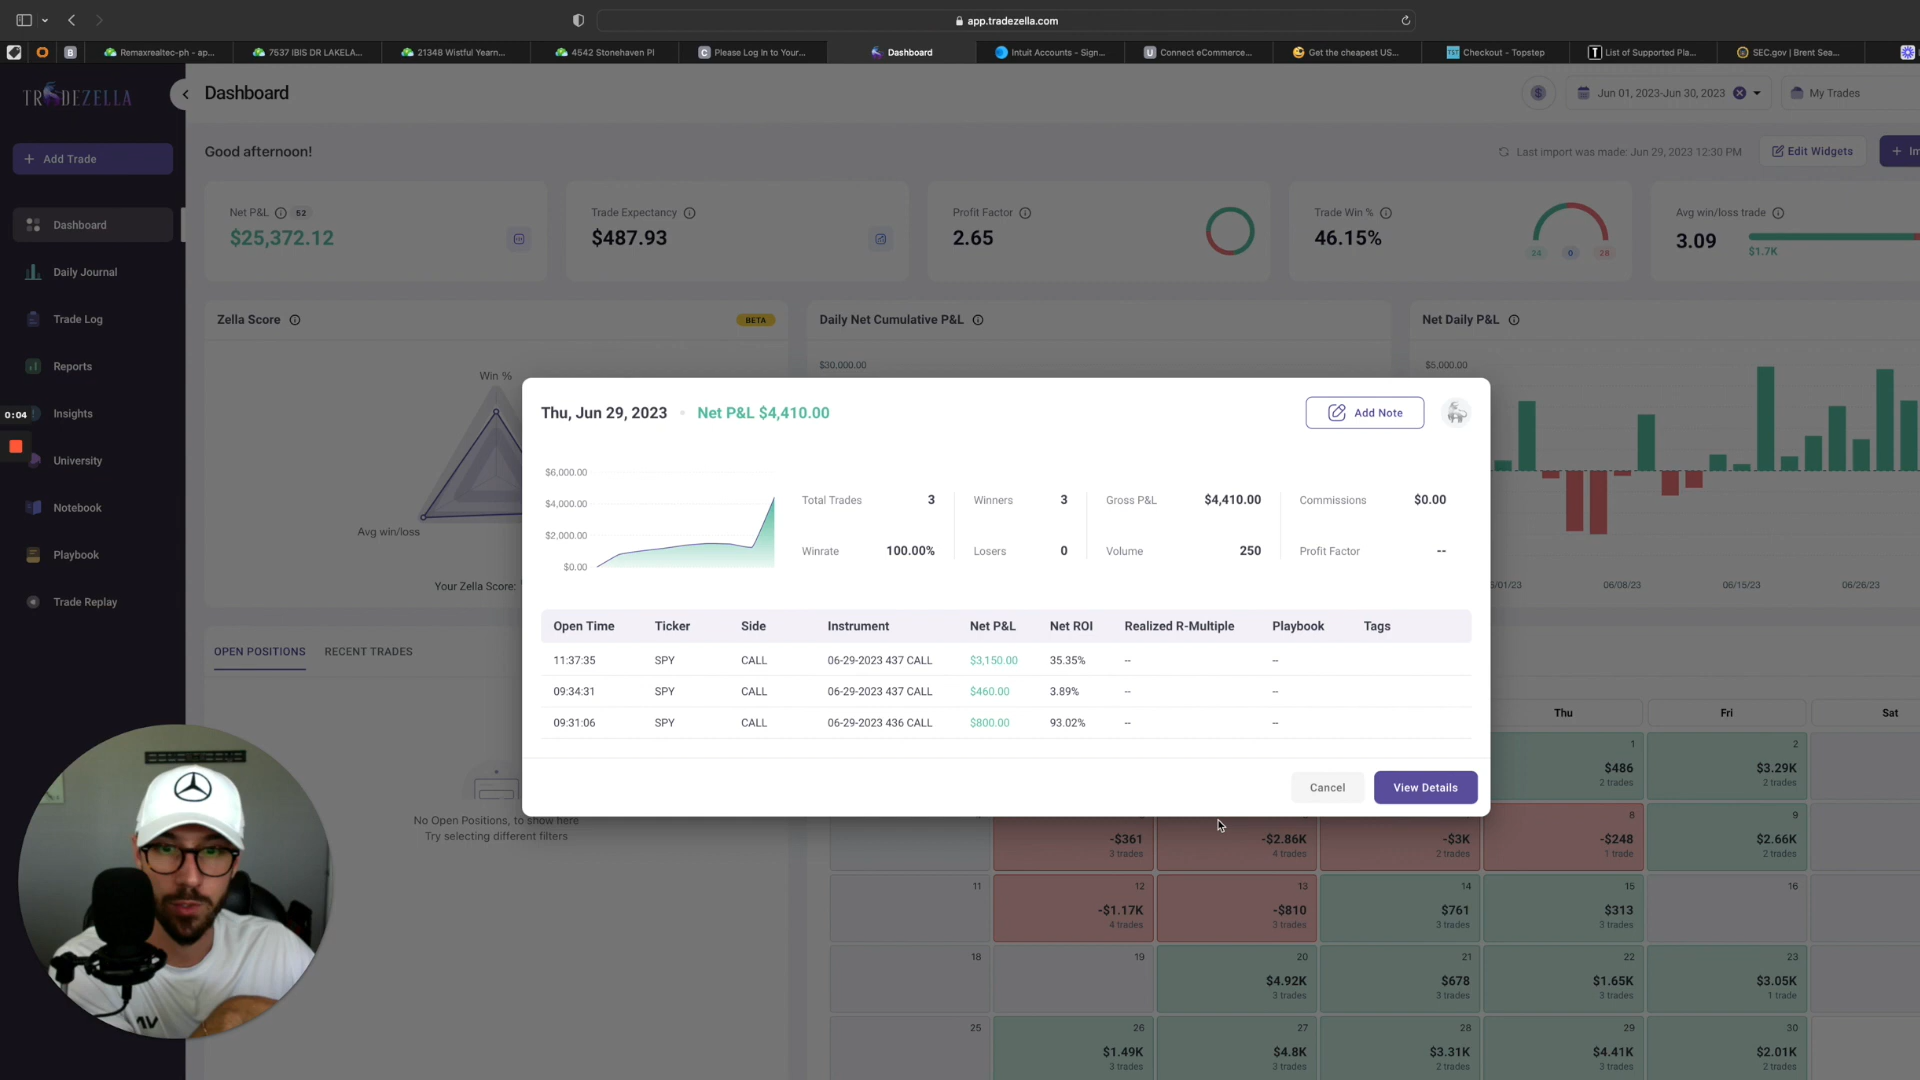 app.tradezella.com
Remaxrealtec-ph - ap...
7537 IBIS DR LAKELA...
21348 Wistful Yearn...
4542 Stonehaven Pl
Please Log In to Your...
Dashboard
Intuit Accounts - Sign...
Connect eCommerce...
Get the cheapest US...
Checkout - Topstep
List of Supported Pla...
SEC.gov | Brent Sea...
TRADEZELLA
Dashboard
Jun 01, 2023-Jun 30, 2023
My Trades
+ Add Trade
Good afternoon!
Last import was made: Jun 29, 2023 12:30 PM
Edit Widgets
+ Im
Dashboard
Daily Journal
Trade Log
Reports
Insights
University
Notebook
Playbook
Trade Replay
0:04
Net P&L 52
$25,372.12
Trade Expectancy
$487.93
Profit Factor
2.65
Trade Win %
46.15%
24 0 28
Avg win/loss trade
3.09
$1.7K
Zella Score BETA
Win %
Avg win/loss
Your Zella Score:
Daily Net Cumulative P&L
$30,000.00
Net Daily P&L
$5,000.00
/01/23 06/08/23 06/15/23 06/26/23
Thu, Jun 29, 2023 • Net P&L $4,410.00
Add Note
$6,000.00
$4,000.00
$2,000.00
$0.00
Total Trades 3 Winners 3 Gross P&L $4,410.00 Commissions $0.00
Winrate 100.00% Losers 0 Volume 250 Profit Factor --
Open Time Ticker Side Instrument Net P&L Net ROI Realized R-Multiple Playbook Tags
11:37:35 SPY CALL 06-29-2023 437 CALL $3,150.00 35.35% -- --
09:34:31 SPY CALL 06-29-2023 437 CALL $460.00 3.89% -- --
09:31:06 SPY CALL 06-29-2023 436 CALL $800.00 93.02% -- --
Cancel
View Details
OPEN POSITIONS RECENT TRADES
No Open Positions, to show here
Try selecting different filters
Thu Fri Sat
1 2
$486 $3.29K
2 trades 2 trades
8 9
-$361 -$2.86K -$3K -$248 $2.66K
3 trades 4 trades 2 trades 1 trade 2 trades
11 12 13 14 15 16
-$1.17K -$810 $761 $313
4 trades 3 trades 3 trades 3 trades
18 19 20 21 22 23
$4.92K $678 $1.65K $3.05K
3 trades 3 trades 3 trades 1 trade
25 26 27 28 29 30
$1.49K $4.8K $3.31K $4.41K $2.01K
3 trades 3 trades 2 trades 3 trades 2 trades